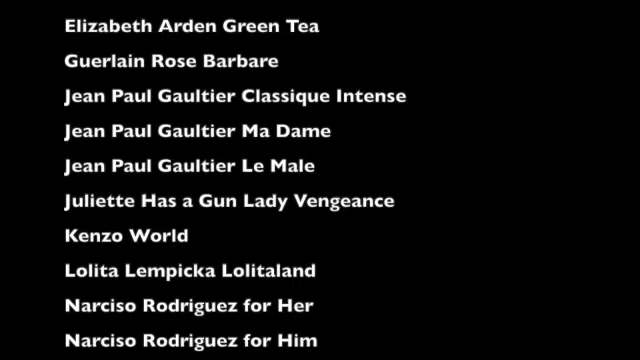 Elizabeth Arden Green Tea
Guerlain Rose Barbare
Jean Paul Gaultier Classique Intense
Jean Paul Gaultier Ma Dame
Jean Paul Gaultier Le Male
Juliette Has a Gun Lady Vengeance
Kenzo World
Lolita Lempicka Lolitaland
Narciso Rodriguez for Her
Narciso Rodriguez for Him